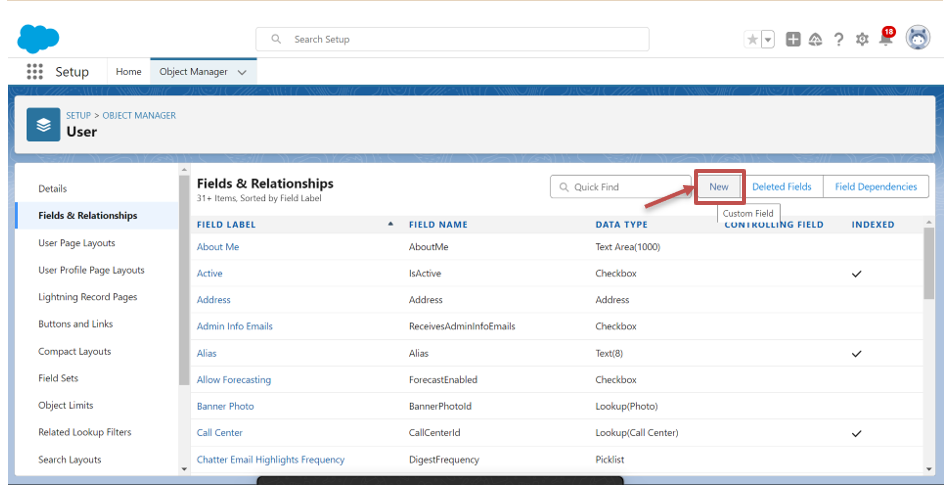 Search Setup
18
Setup
Home
Object Manager
SETUP > OBJECT MANAGER
User
Details
Fields & Relationships
User Page Layouts
User Profile Page Layouts
Lightning Record Pages
Buttons and Links
Compact Layouts
Field Sets
Object Limits
Related Lookup Filters
Search Layouts
Fields & Relationships
31+ Items, Sorted by Field Label
Quick Find
New
Deleted Fields
Field Dependencies
Custom Field
FIELD LABEL FIELD NAME DATA TYPE CONTROLLING FIELD INDEXED
About Me AboutMe Text Area(1000)
Active IsActive Checkbox
Address Address Address
Admin Info Emails ReceivesAdminInfoEmails Checkbox
Alias Alias Text(8)
Allow Forecasting ForecastEnabled Checkbox
Banner Photo BannerPhotoId Lookup(Photo)
Call Center CallCenterId Lookup(Call Center)
Chatter Email Highlights Frequency DigestFrequency Picklist